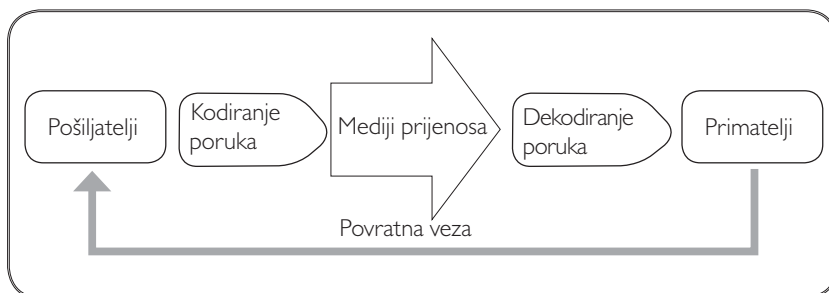 Pošiljatelji
Kodiranje
poruka
Mediji prijenosa
Dekodiranje
poruka
Primatelji
Povratna veza